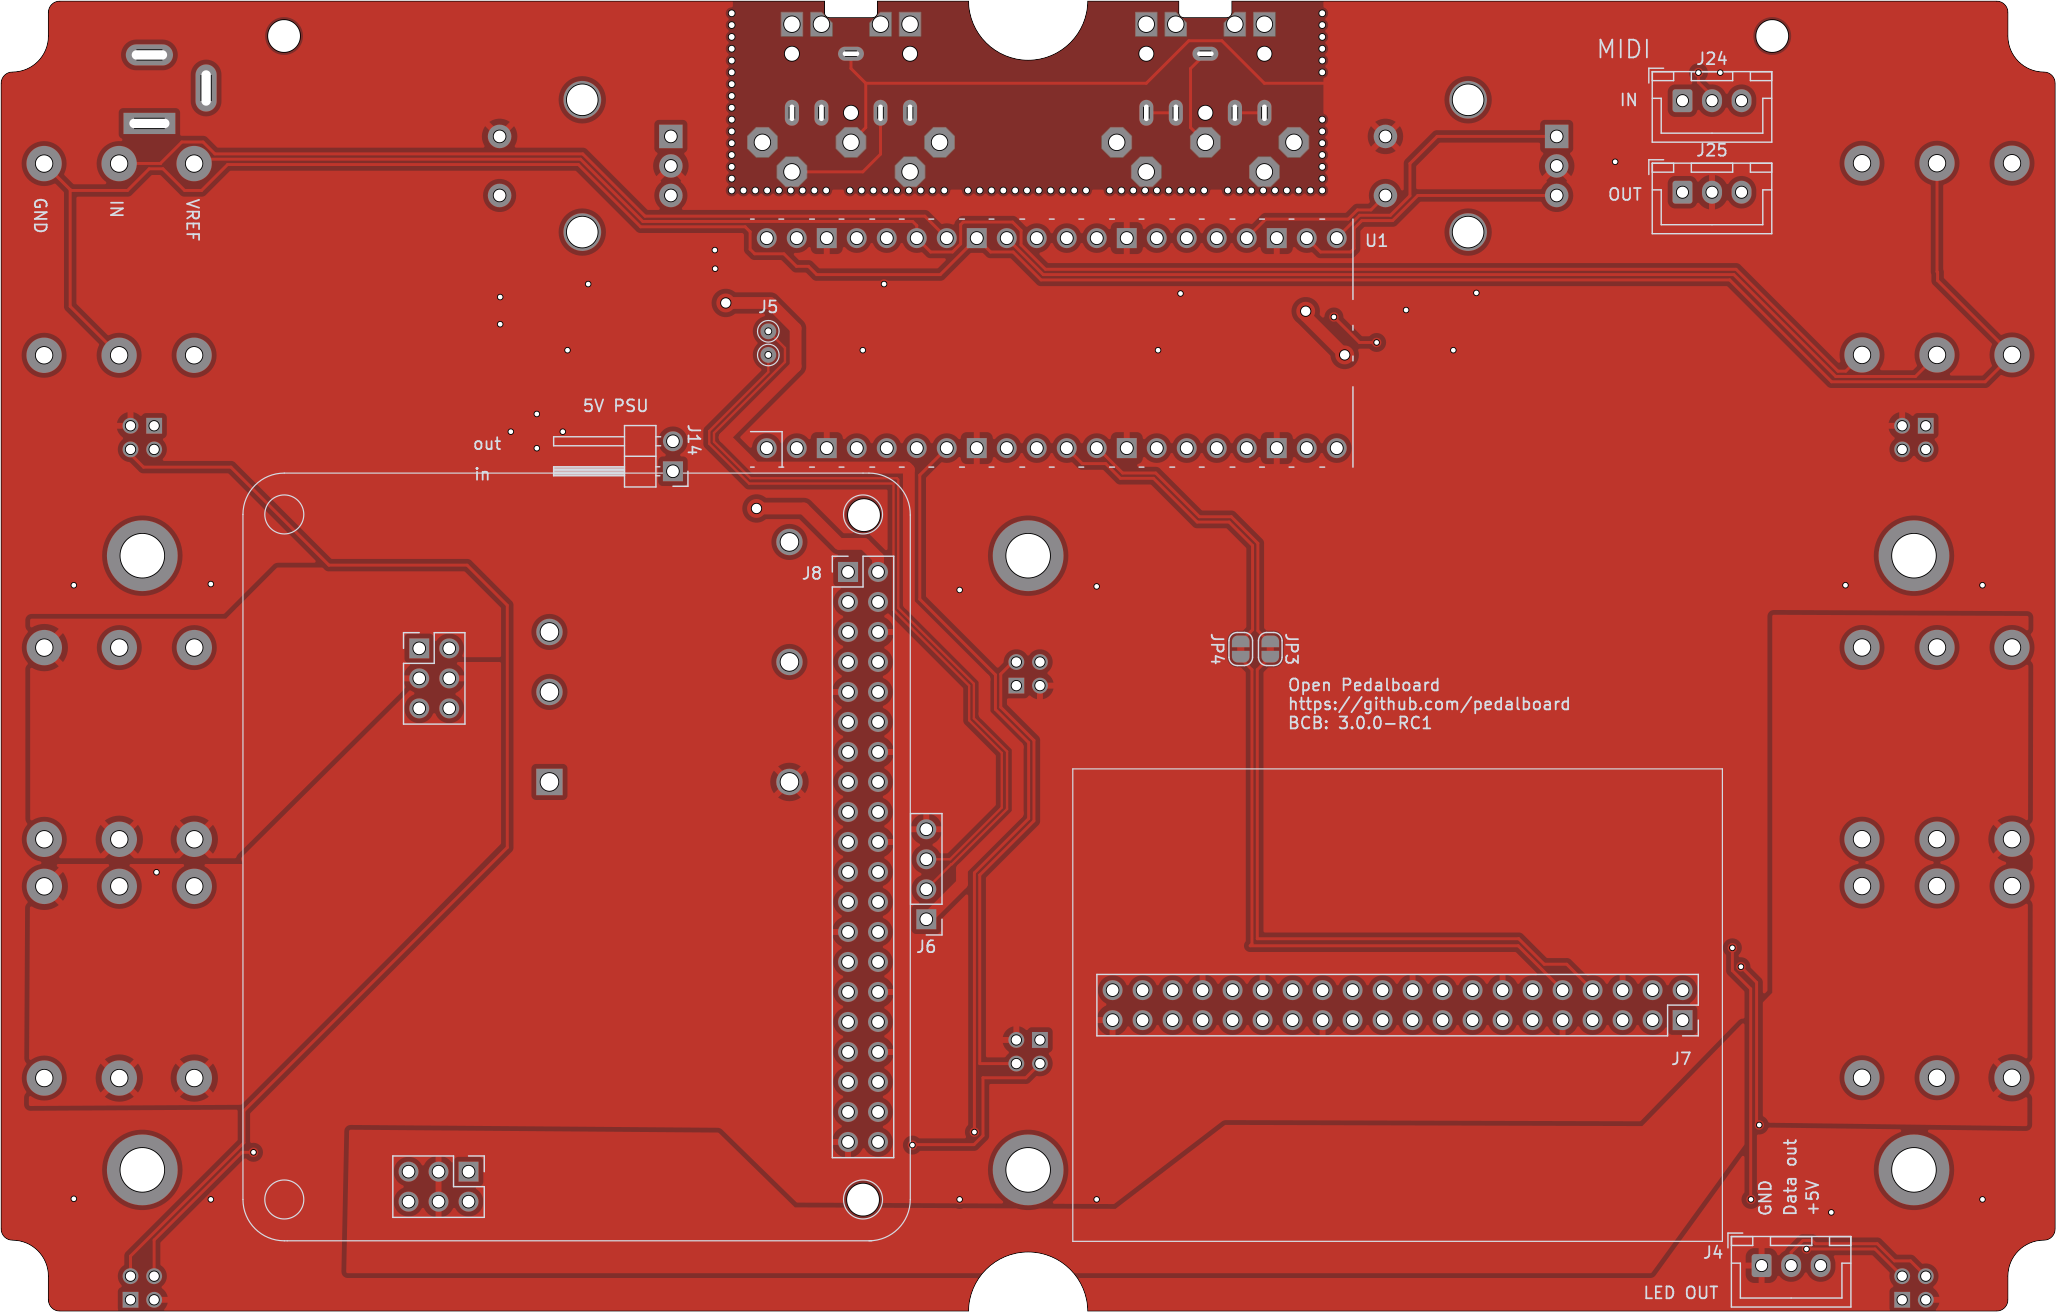 MIDI
J24
IN
J25
OUT
GND
IN
VREF
U1
J5
5V PSU
out
in
J14
J8
JP4
JP3
Open Pedalboard
https://github.com/pedalboard
BCB: 3.0.0-RC1
J6
J7
GND
Data out
+5V
J4
LED OUT